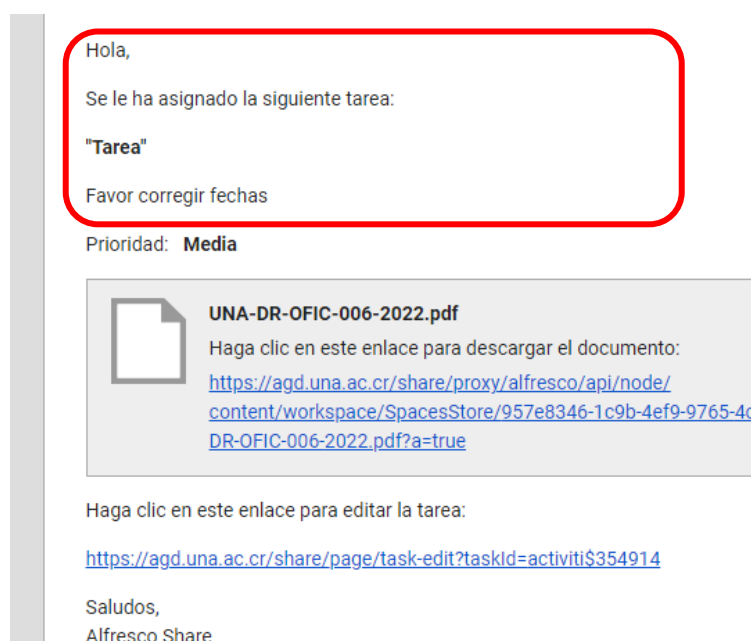 Hola,
Se le ha asignado la siguiente tarea:
"Tarea"
Favor corregir fechas
Prioridad: Media
UNA-DR-OFIC-006-2022.pdf
Haga clic en este enlace para descargar el documento:
https://agd.una.ac.cr/share/proxy/alfresco/api/node/
content/workspace/SpacesStore/957e8346-1c9b-4ef9-9765-4
DR-OFIC-006-2022.pdf?a=true
Haga clic en este enlace para editar la tarea:
https://agd.una.ac.cr/share/page/task-edit?taskId=activiti$354914
Saludos,
Alfresco Share